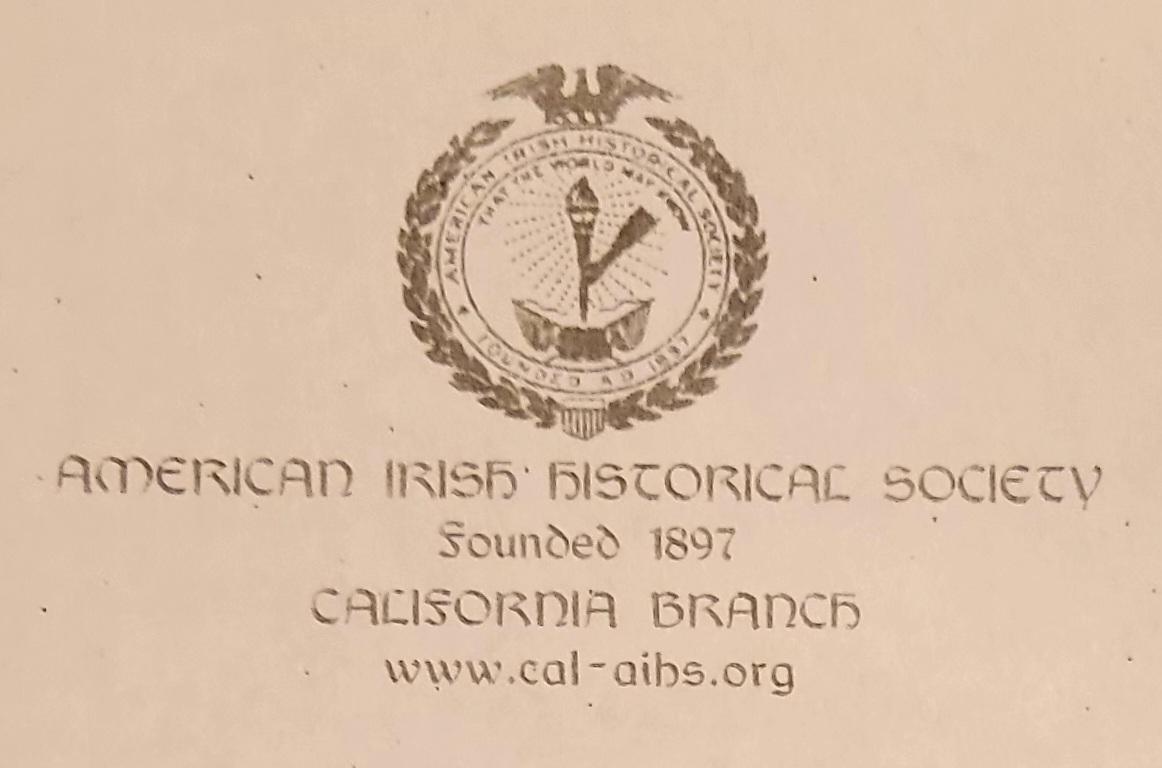 AMERICAN IRISH HISTORICAL SOCIETY
THAT THE WORLD MAY KNOW
FOUNDED A.D. 1897
AMERICAN IRISH HISTORICAL SOCIETY
Founded 1897
CALIFORNIA BRANCH
www.cal-aihs.org